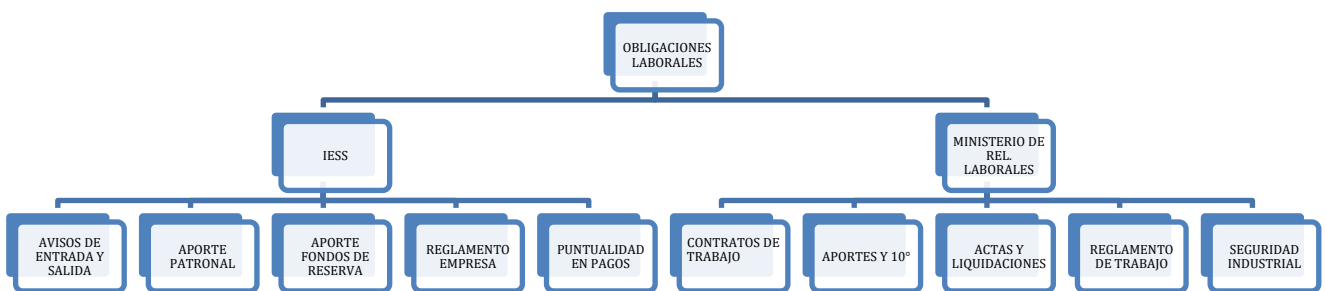 OBLIGACIONES
LABORALES
IESS
MINISTERIO DE
REL.
LABORALES
AVISOS DE
ENTRADA Y
SALIDA
APORTE
PATRONAL
APORTE
FONDOS DE
RESERVA
REGLAMENTO
EMPRESA
PUNTUALIDAD
EN PAGOS
CONTRATOS DE
TRABAJO
APORTES Y 10°
ACTAS Y
LIQUIDACIONES
REGLAMENTO
DE TRABAJO
SEGURIDAD
INDUSTRIAL